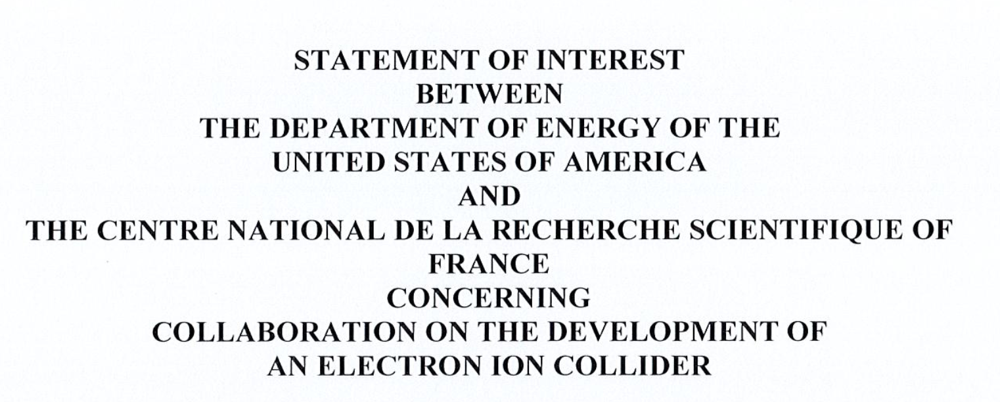 STATEMENT OF INTEREST
BETWEEN
THE DEPARTMENT OF ENERGY OF THE
UNITED STATES OF AMERICA
AND
THE CENTRE NATIONAL DE LA RECHERCHE SCIENTIFIQUE OF
FRANCE
CONCERNING
COLLABORATION ON THE DEVELOPMENT OF
AN ELECTRON ION COLLIDER